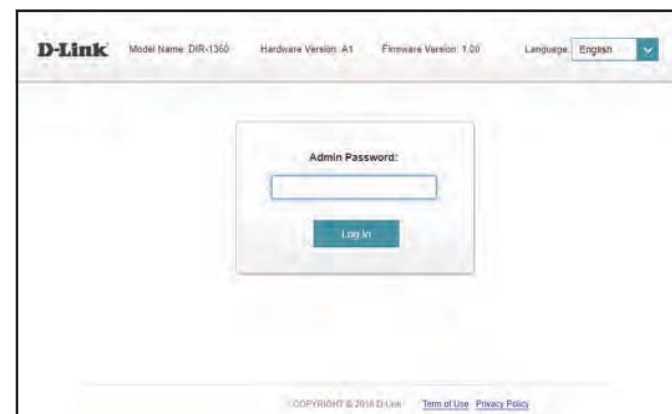 D-Link Model Name: DIR-1360 Hardware Version: A1 Firmware Version: 1.00 Language: English
Admin Password:
Log In
COPYRIGHT © 2018 D-Link Term of Use Privacy Policy